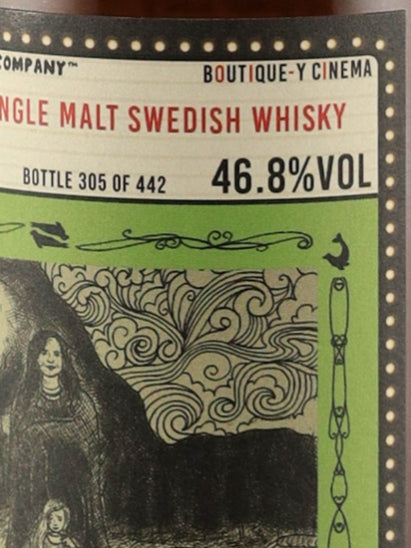 COMPANY™
BOUTIQUE-Y CINEMA
NGLE MALT SWEDISH WHISKY
BOTTLE 305 OF 442
46.8%VOL